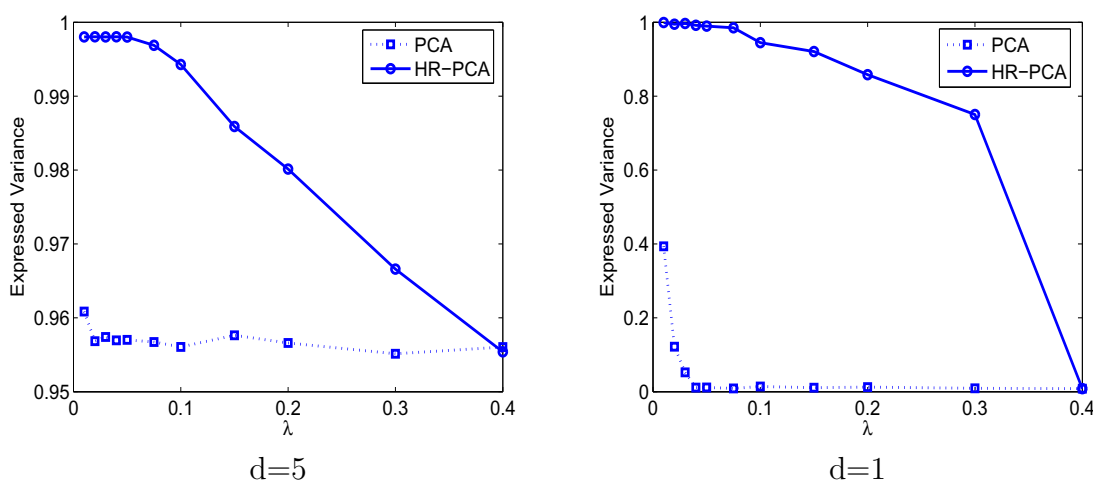 1
0.99
0.98
0.97
0.96
0.95
Expressed Variance
PCA
HR−PCA
0
0.1
0.2
0.3
0.4
λ
d=5
1
0.8
0.6
0.4
0.2
0
Expressed Variance
PCA
HR−PCA
0
0.1
0.2
0.3
0.4
λ
d=1